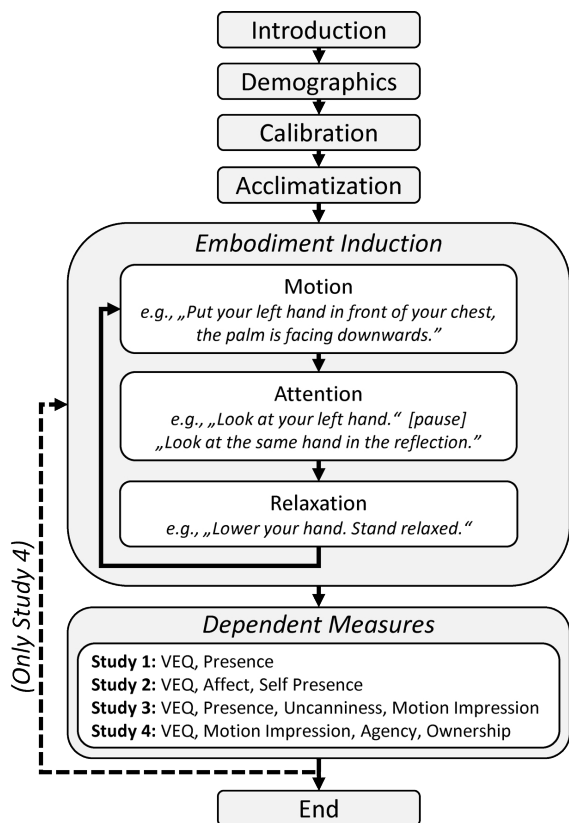 Introduction
Demographics
Calibration
Acclimatization
Embodiment Induction
Motion
e.g., „Put your left hand in front of your chest,
the palm is facing downwards.”
Attention
e.g., „Look at your left hand.“ [pause]
„Look at the same hand in the reflection.”
Relaxation
e.g., „Lower your hand. Stand relaxed.“
(Only Study 4)
Dependent Measures
Study 1: VEQ, Presence
Study 2: VEQ, Affect, Self Presence
Study 3: VEQ, Presence, Uncanniness, Motion Impression
Study 4: VEQ, Motion Impression, Agency, Ownership
End